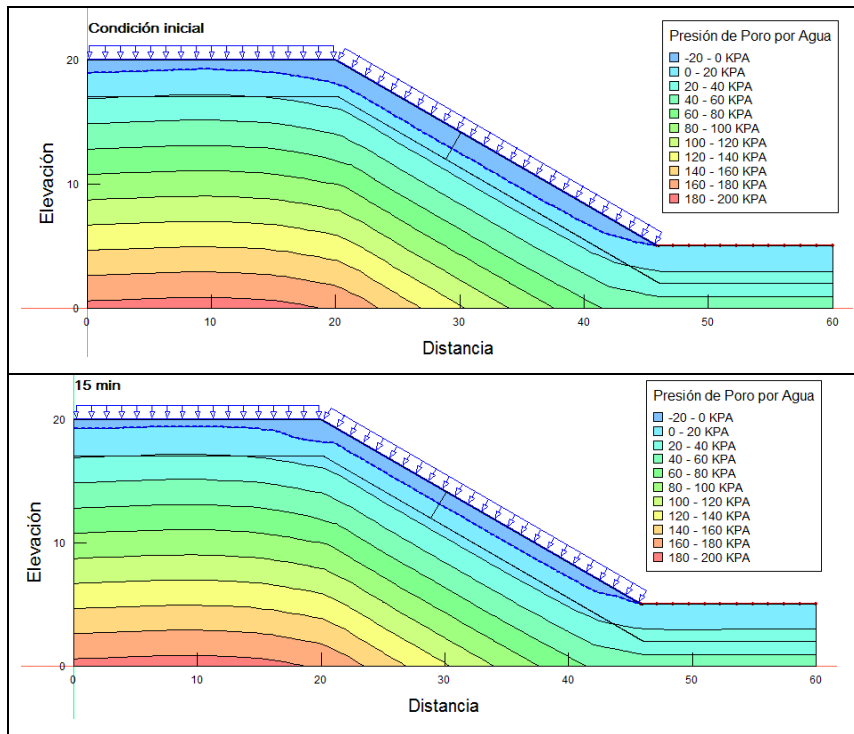 Condición inicial
Presión de Poro por Agua
-20 - 0 KPA
0 - 20 KPA
20 - 40 KPA
40 - 60 KPA
60 - 80 KPA
80 - 100 KPA
100 - 120 KPA
120 - 140 KPA
140 - 160 KPA
160 - 180 KPA
180 - 200 KPA
20
10
0
Elevación
0 10 20 30 40 50 60
Distancia
15 min
Presión de Poro por Agua
-20 - 0 KPA
0 - 20 KPA
20 - 40 KPA
40 - 60 KPA
60 - 80 KPA
80 - 100 KPA
100 - 120 KPA
120 - 140 KPA
140 - 160 KPA
160 - 180 KPA
180 - 200 KPA
20
10
0
Elevación
0 10 20 30 40 50 60
Distancia